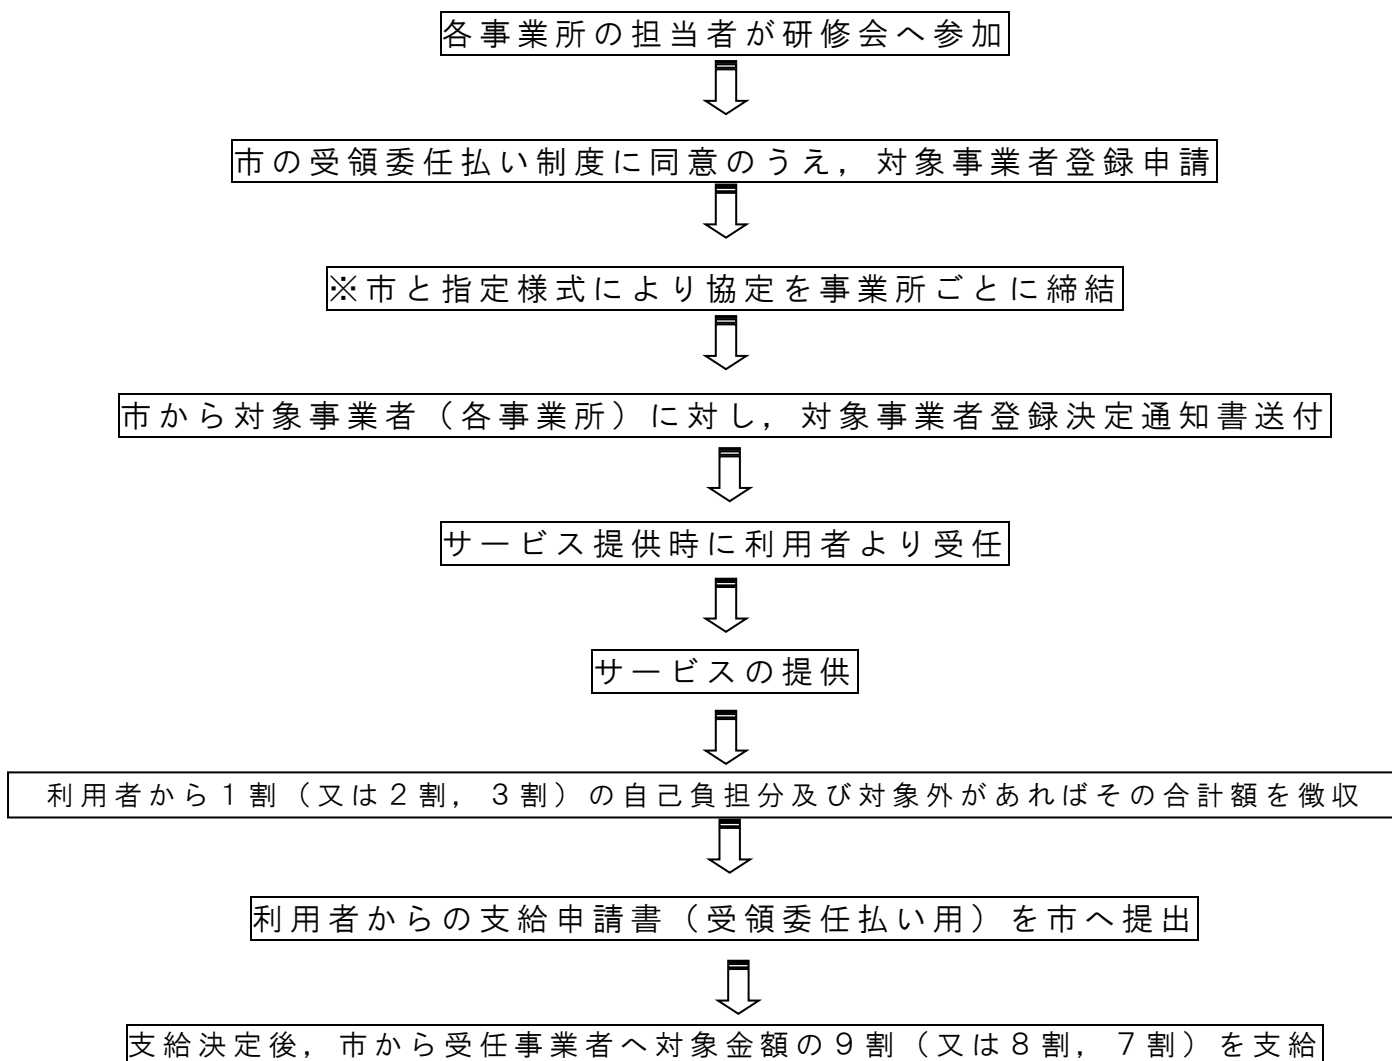 各事業所の担当者が研修会へ参加
市の受領委任払い制度に同意のうえ，対象事業者登録申請
※市と指定様式により協定を事業所ごとに締結
市から対象事業者（各事業所）に対し，対象事業者登録決定通知書送付
サービス提供時に利用者より受任
サービスの提供
利用者から１割（又は２割，３割）の自己負担分及び対象外があればその合計額を徴収
利用者からの支給申請書（受領委任払い用）を市へ提出
支給決定後，市から受任事業者へ対象金額の９割（又は８割，７割）を支給